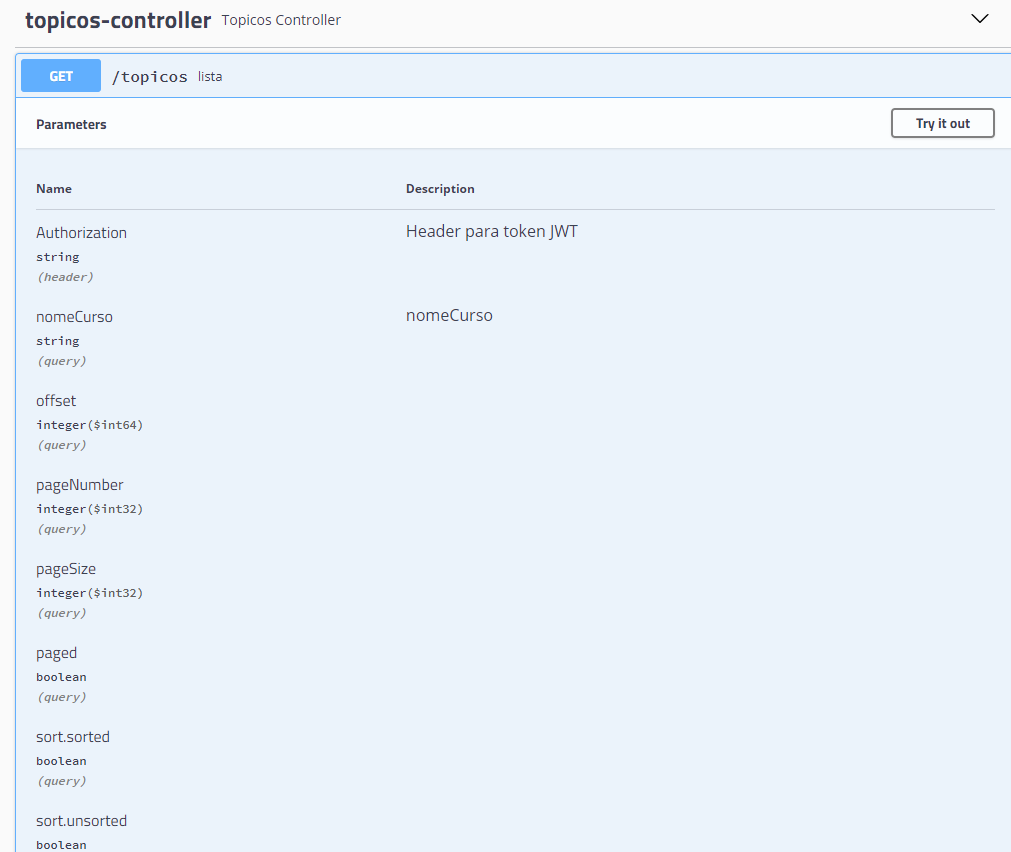 topicos-controller Topicos Controller
GET /topicos lista
Parameters Try it out
Name Description
Authorization Header para token JWT
string
(header)
nomeCurso nomeCurso
string
(query)
offset
integer($int64)
(query)
pageNumber
integer($int32)
(query)
pageSize
integer($int32)
(query)
paged
boolean
(query)
sort.sorted
boolean
(query)
sort.unsorted
boolean